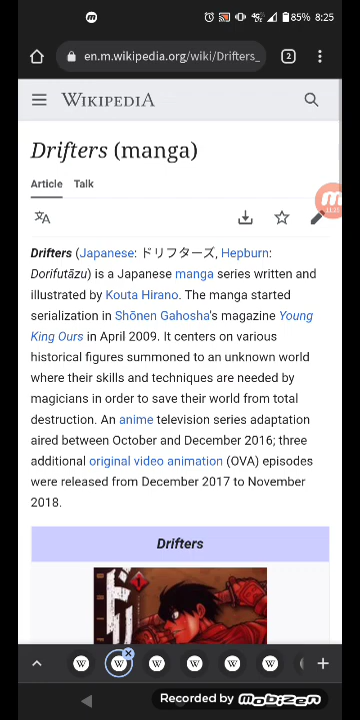 85% 8:25
en.m.wikipedia.org/wiki/Drifters_
2
WIKIPEDIA
Drifters (manga)
Article Talk
Drifters (Japanese: ドリフターズ, Hepburn:
Dorifutāzu) is a Japanese manga series written and
illustrated by Kouta Hirano. The manga started
serialization in Shōnen Gahosha's magazine Young
King Ours in April 2009. It centers on various
historical figures summoned to an unknown world
where their skills and techniques are needed by
magicians in order to save their world from total
destruction. An anime television series adaptation
aired between October and December 2016; three
additional original video animation (OVA) episodes
were released from December 2017 to November
2018.
Drifters
W W W W W W
Recorded by mobizen